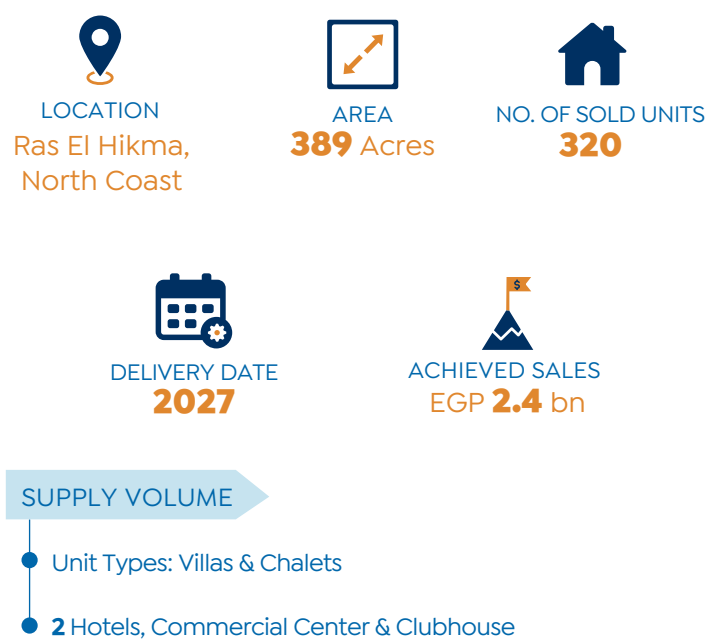 LOCATION
Ras El Hikma,
North Coast
AREA
389 Acres
NO. OF SOLD UNITS
320
DELIVERY DATE
2027
$
ACHIEVED SALES
EGP 2.4 bn
SUPPLY VOLUME
Unit Types: Villas & Chalets
2 Hotels, Commercial Center & Clubhouse